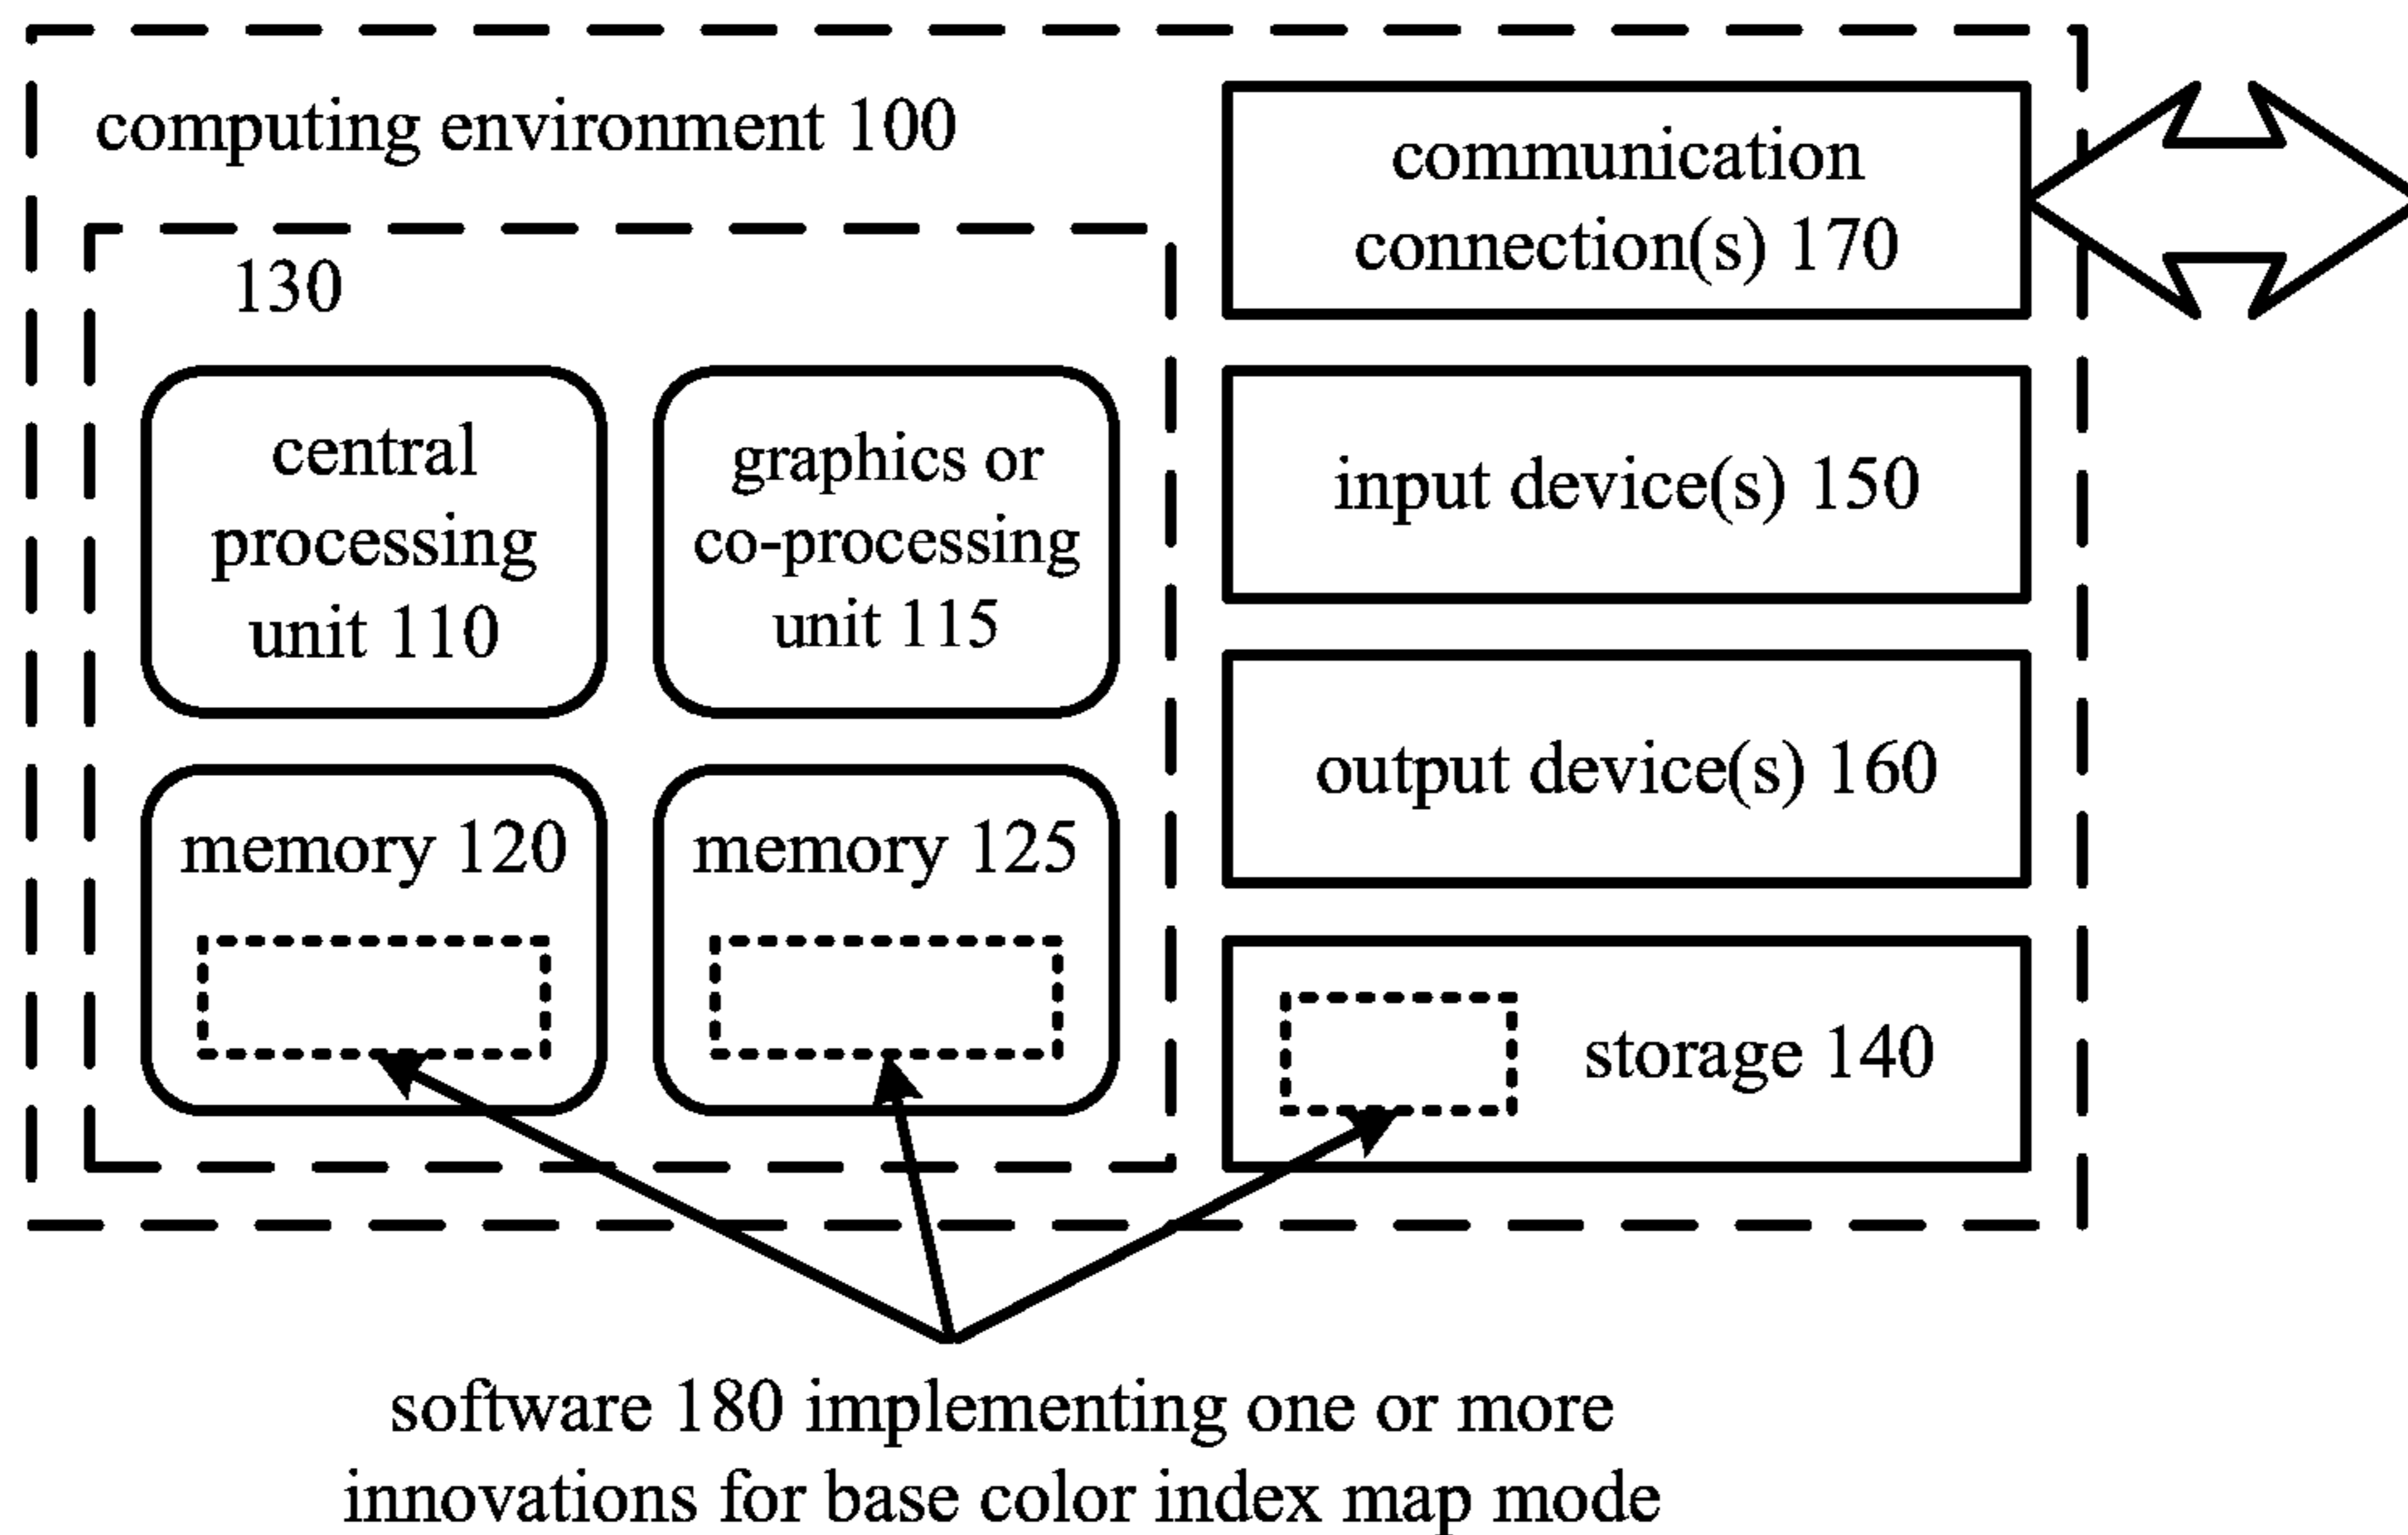 computing environment 100
130
central
processing
unit 110
graphics or
co-processing
unit 115
memory 120
memory 125
communication
connection(s) 170
input device(s) 150
output device(s) 160
storage 140
software 180 implementing one or more
innovations for base color index map mode